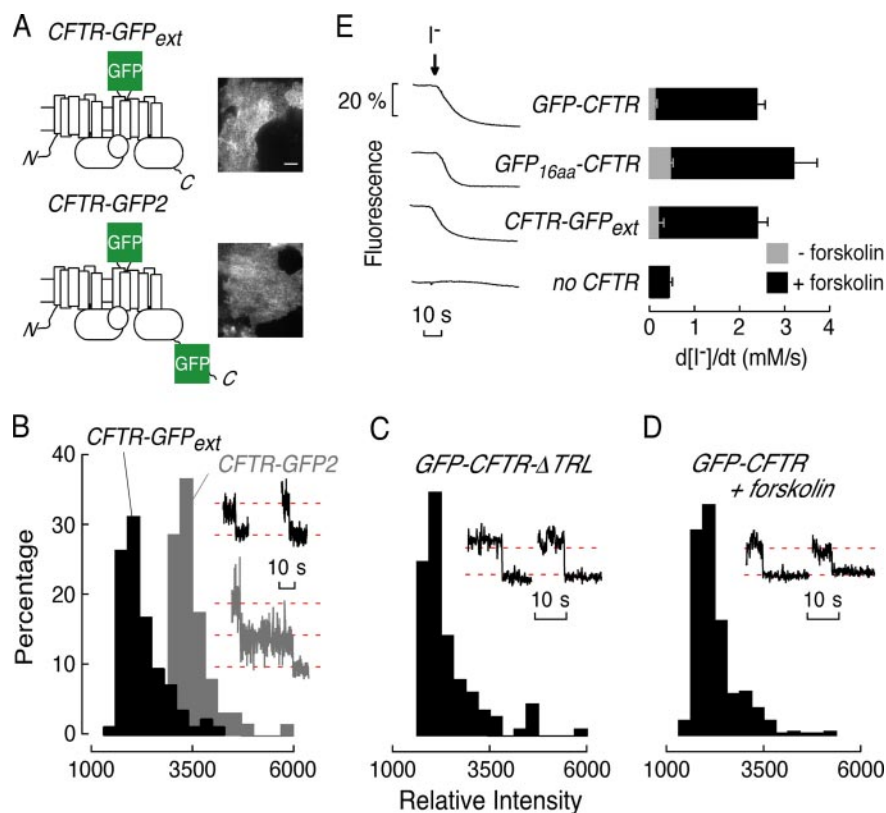 A
CFTR-GFPext
GFP
N
C
CFTR-GFP2
GFP
N
GFP
C
E
I-
20 %
Fluorescence
10 s
GFP-CFTR
GFP16aa-CFTR
CFTR-GFPext
no CFTR
- forskolin
+ forskolin
0 1 2 3 4
d[I-]/dt (mM/s)
B
CFTR-GFPext
CFTR-GFP2
10 s
Percentage
40
30
20
10
0
1000 3500 6000
C
GFP-CFTR-Δ TRL
10 s
1000 3500 6000
Relative Intensity
D
GFP-CFTR
+ forskolin
10 s
1000 3500 6000